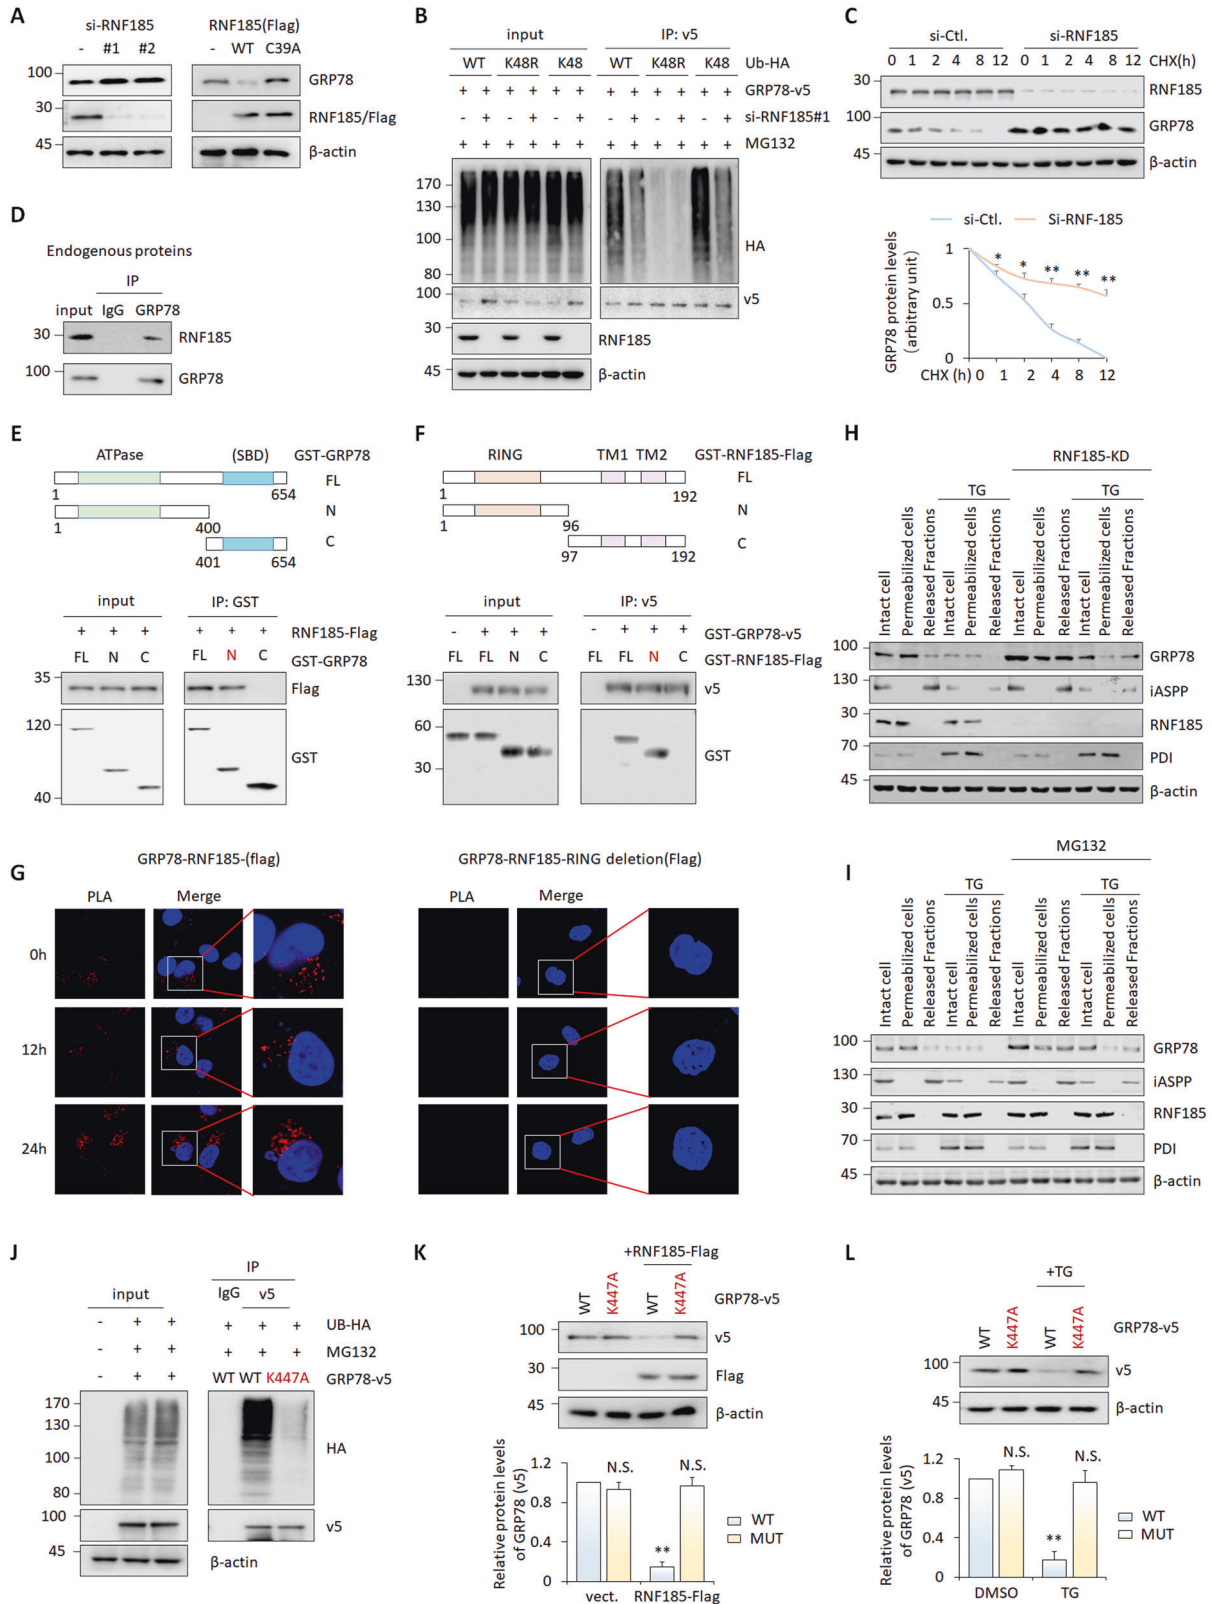 A
si-RNF185
RNF185(Flag)
- #1 #2
- WT C39A
100
GRP78
30
RNF185/Flag
45
β-actin
B
input
IP: v5
WT K48R K48
WT K48R K48
Ub-HA
+ + + + + +
+ + + + + +
GRP78-v5
- + - + - +
- + - + - +
si-RNF185#1
+ + + + + +
+ + + + + +
MG132
170
130
100
80
HA
100
v5
30
RNF185
45
β-actin
C
si-Ctl.
si-RNF185
0 1 2 4 8 12
0 1 2 4 8 12
CHX(h)
30
RNF185
100
GRP78
45
β-actin
si-Ctl.
Si-RNF-185
GRP78 protein levels
(arbitrary unit)
1
0.5
0
* * ** ** **
CHX (h)
0 1 2 4 8 12
D
Endogenous proteins
IP
input IgG GRP78
30
RNF185
100
GRP78
E
ATPase
(SBD)
GST-GRP78
FL
1
654
N
1
400
C
401
654
input
IP: GST
+ + +
+ + +
RNF185-Flag
FL N C
FL N C
GST-GRP78
35
Flag
120
GST
40
F
RING
TM1 TM2
GST-RNF185-Flag
FL
1
192
N
1
96
C
97
192
input
IP: v5
- + + +
- + + +
GST-GRP78-v5
FL FL N C
FL FL N C
GST-RNF185-Flag
130
v5
60
GST
30
H
RNF185-KD
TG
TG
Intact cell
Permeabilized cells
Released Fractions
Intact cell
Permeabilized cells
Released Fractions
Intact cell
Permeabilized cells
Released Fractions
Intact cell
Permeabilized cells
Released Fractions
100
GRP78
130
iASPP
30
RNF185
70
PDI
45
β-actin
G
GRP78-RNF185-(flag)
GRP78-RNF185-RING deletion(Flag)
PLA
Merge
PLA
Merge
0h
12h
24h
I
MG132
TG
TG
Intact cell
Permeabilized cells
Released Fractions
Intact cell
Permeabilized cells
Released Fractions
Intact cell
Permeabilized cells
Released Fractions
Intact cell
Permeabilized cells
Released Fractions
100
GRP78
130
iASPP
30
RNF185
70
PDI
45
β-actin
J
IP
input
IgG v5
- + +
+ + +
UB-HA
- + +
+ + +
MG132
- + +
WT WT K447A
GRP78-v5
170
130
100
80
HA
100
v5
45
β-actin
K
+RNF185-Flag
WT
K447A
WT
K447A
GRP78-v5
100
v5
30
Flag
45
β-actin
Relative protein levels
of GRP78 (v5)
1.2
0.8
0.4
0
N.S.
**
N.S.
WT
MUT
vect.
RNF185-Flag
L
+TG
WT
K447A
WT
K447A
GRP78-v5
100
v5
45
β-actin
Relative protein levels
of GRP78 (v5)
1.2
0.8
0.4
0
N.S.
**
N.S.
WT
MUT
DMSO
TG